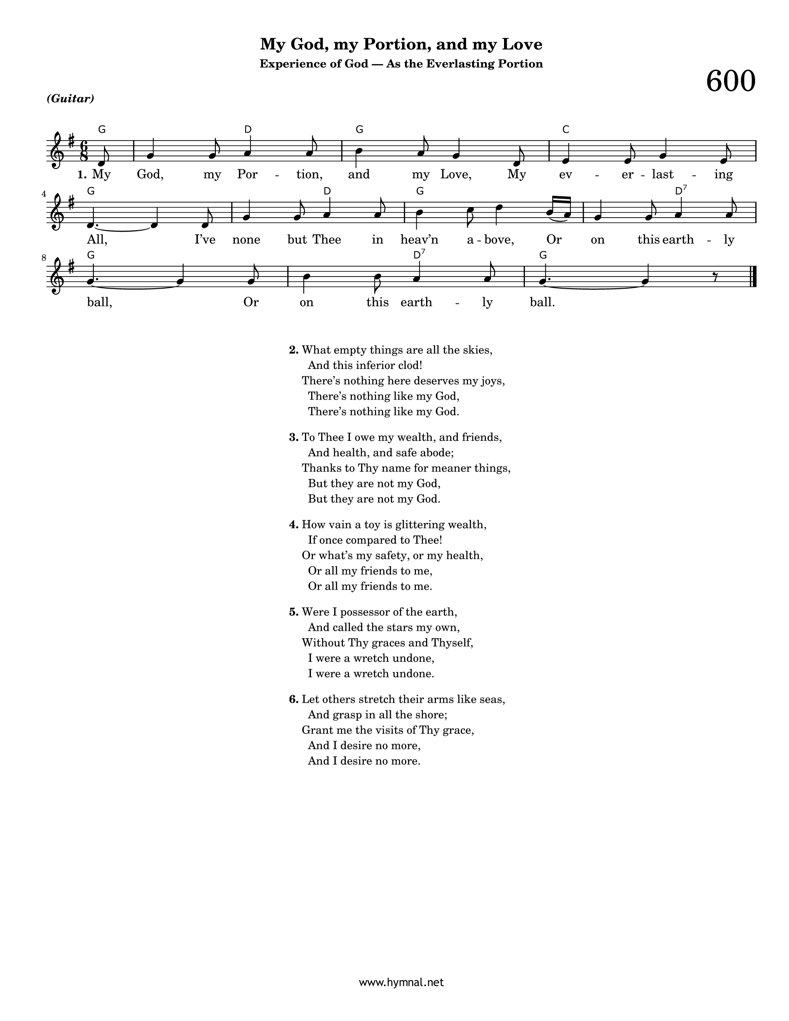 My God, my Portion, and my Love
Experience of God — As the Everlasting Portion
600
(Guitar)
G D G C
1. My God, my Por - tion, and my Love, My ev - er - last - ing
4 G D G D7
All, I've none but Thee in heav'n a - bove, Or on this earth - ly
8 G D7 G
ball, Or on this earth - ly ball.
2. What empty things are all the skies,
And this inferior clod!
There's nothing here deserves my joys,
There's nothing like my God,
There's nothing like my God.
3. To Thee I owe my wealth, and friends,
And health, and safe abode;
Thanks to Thy name for meaner things,
But they are not my God,
But they are not my God.
4. How vain a toy is glittering wealth,
If once compared to Thee!
Or what's my safety, or my health,
Or all my friends to me,
Or all my friends to me.
5. Were I possessor of the earth,
And called the stars my own,
Without Thy graces and Thyself,
I were a wretch undone,
I were a wretch undone.
6. Let others stretch their arms like seas,
And grasp in all the shore;
Grant me the visits of Thy grace,
And I desire no more,
And I desire no more.
www.hymnal.net